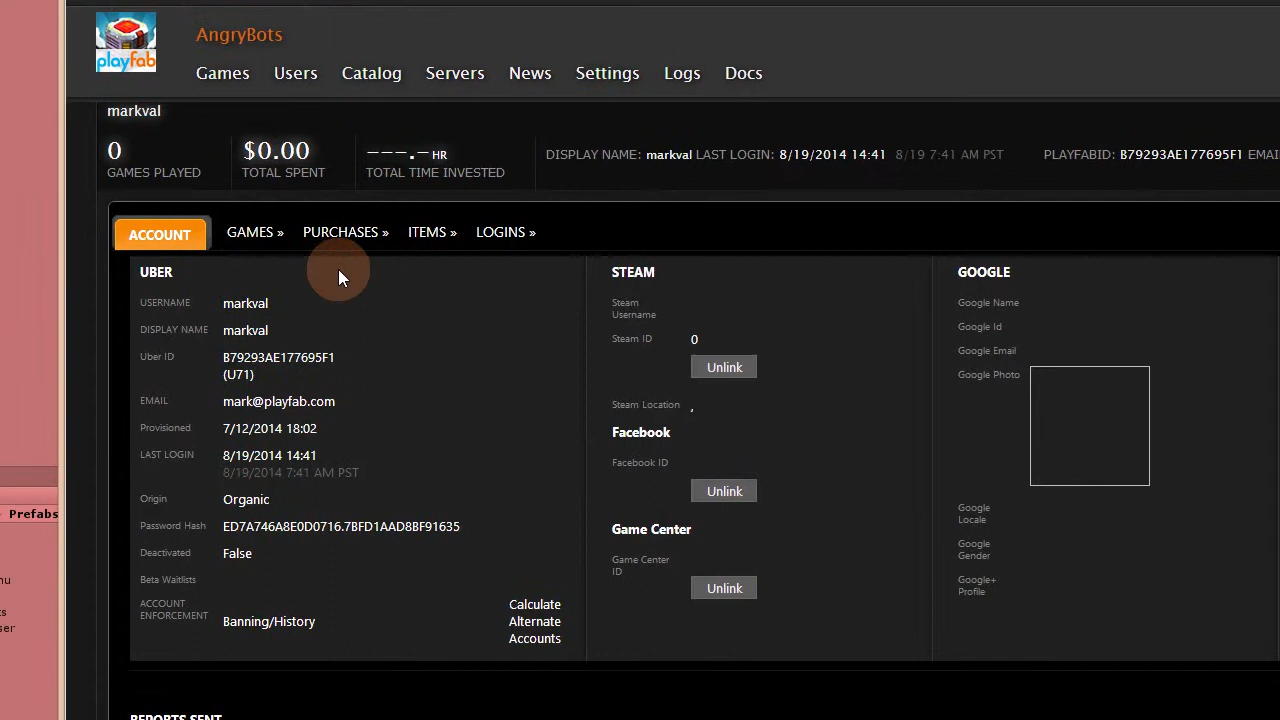 playfab
AngryBots
Games Users Catalog Servers News Settings Logs Docs
markval
0
GAMES PLAYED
$0.00
TOTAL SPENT
---.- HR
TOTAL TIME INVESTED
DISPLAY NAME: markval LAST LOGIN: 8/19/2014 14:41 8/19 7:41 AM PST PLAYFABID: B79293AE177695F1 EMAI
ACCOUNT GAMES » PURCHASES » ITEMS » LOGINS »
UBER
USERNAME markval
DISPLAY NAME markval
Uber ID B79293AE177695F1
(U71)
EMAIL mark@playfab.com
Provisioned 7/12/2014 18:02
LAST LOGIN 8/19/2014 14:41
8/19/2014 7:41 AM PST
Origin Organic
Password Hash ED7A746A8E0D0716.7BFD1AAD8BF91635
Deactivated False
Beta Waitlists
ACCOUNT
ENFORCEMENT
Banning/History
Calculate
Alternate
Accounts
STEAM
Steam
Username
Steam ID 0
Unlink
Steam Location ,
Facebook
Facebook ID
Unlink
Game Center
Game Center
ID
Unlink
GOOGLE
Google Name
Google Id
Google Email
Google Photo
Google
Locale
Google
Gender
Google+
Profile
REPORTS SENT
Prefabs
nu
ts
ser